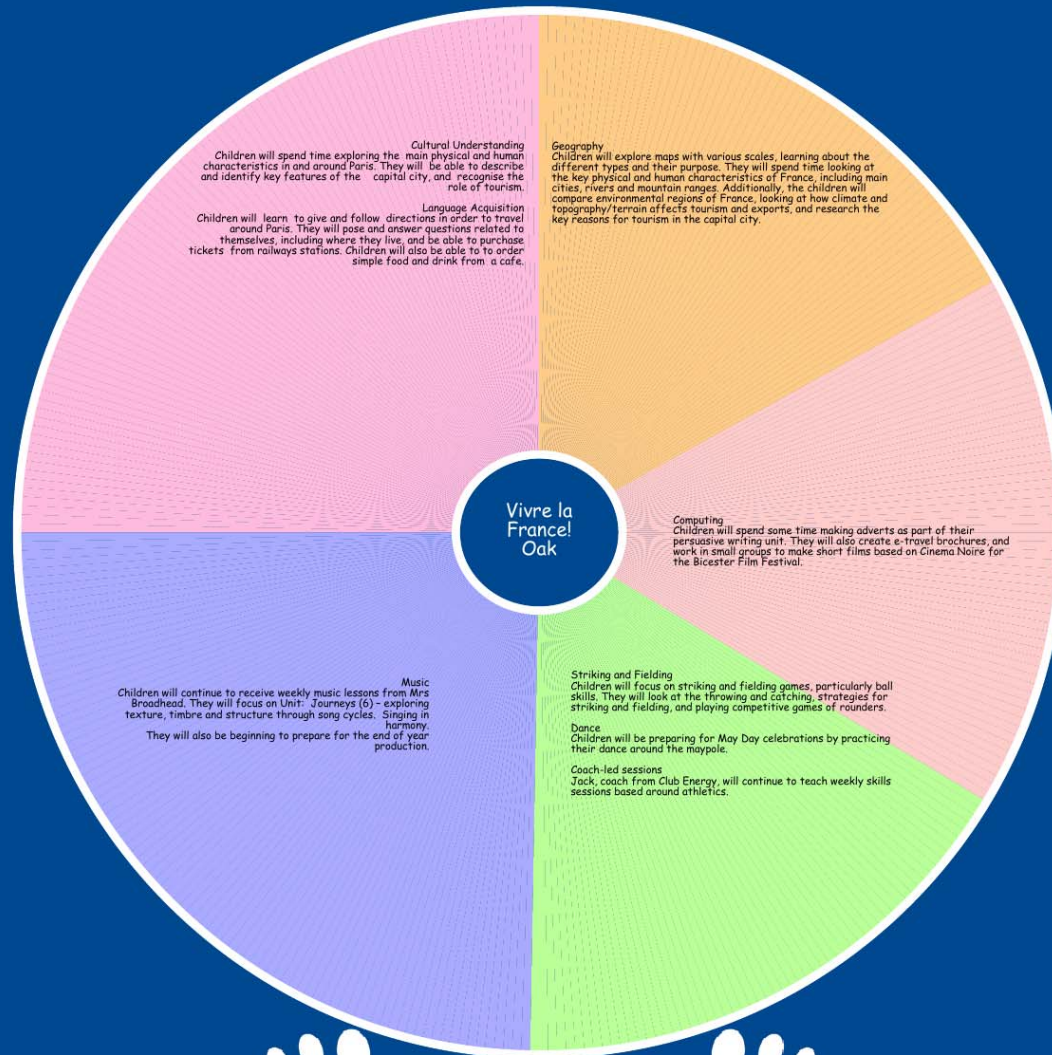 Cultural Understanding
Children will spend time exploring the main physical and human
characteristics in and around Paris. They will be able to describe
and identify key features of the capital city, and recognise the
role of tourism.
Language Acquisition
Children will learn to give and follow directions in order to travel
around Paris. They will pose and answer questions related to
themselves, including where they live, and be able to purchase
tickets from railways stations. Children will also be able to to order
simple food and drink from a cafe.
Geography
Children will explore maps with various scales, learning about the
different types and their purpose. They will spend time looking at
the key physical and human characteristics of France, including main
cities, rivers and mountain ranges. Additionally, the children will
compare environmental regions of France, looking at how climate and
topography/terrain affects tourism and exports, and research the
key reasons for tourism in the capital city.
Vivre la
France!
Oak
Computing
Children will spend some time making adverts as part of their
persuasive writing unit. They will also create e-travel brochures, and
work in small groups to make short films based on Cinema Noire for
the Bicester Film Festival.
Music
Children will continue to receive weekly music lessons from Mrs
Broadhead. They will focus on Unit: Journeys (6) – exploring
texture, timbre and structure through song cycles. Singing in
harmony.
They will also be beginning to prepare for the end of year
production.
Striking and Fielding
Children will focus on striking and fielding games, particularly ball
skills. They will look at the throwing and catching, strategies for
striking and fielding, and playing competitive games of rounders.
Dance
Children will be preparing for May Day celebrations by practicing
their dance around the maypole.
Coach-led sessions
Jack, coach from Club Energy, will continue to teach weekly skills
sessions based around athletics.